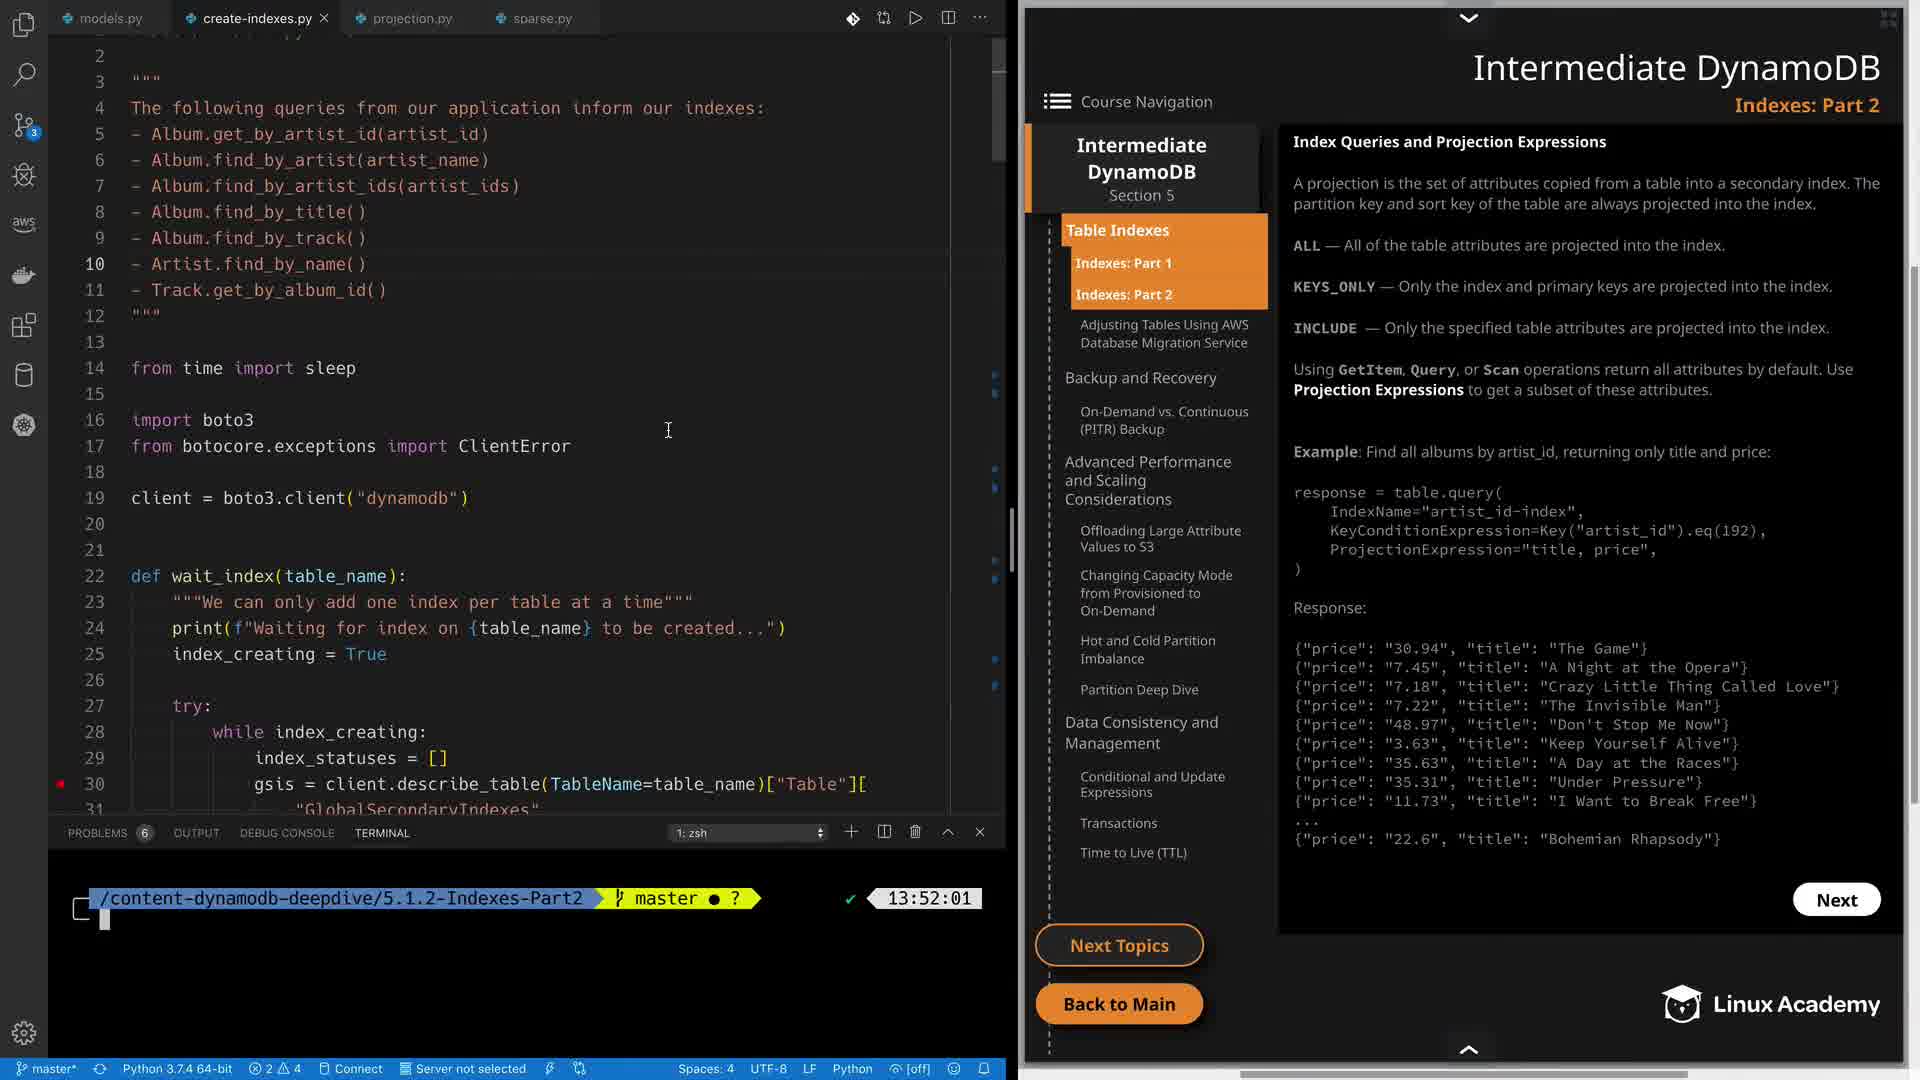 models.py
create-indexes.py
projection.py
sparse.py
2
3 """
4 The following queries from our application inform our indexes:
5 - Album.get_by_artist_id(artist_id)
6 - Album.find_by_artist(artist_name)
7 - Album.find_by_artist_ids(artist_ids)
8 - Album.find_by_title()
9 - Album.find_by_track()
10 - Artist.find_by_name()
11 - Track.get_by_album_id()
12 """
13
14 from time import sleep
15
16 import boto3
17 from botocore.exceptions import ClientError
18
19 client = boto3.client("dynamodb")
20
21
22 def wait_index(table_name):
23 """We can only add one index per table at a time"""
24 print(f"Waiting for index on {table_name} to be created...")
25 index_creating = True
26
27 try:
28 while index_creating:
29 index_statuses = []
30 gsis = client.describe_table(TableName=table_name)["Table"][
31 "GlobalSecondaryIndexes"
aws
3
PROBLEMS 6 OUTPUT DEBUG CONSOLE TERMINAL
1: zsh
/content-dynamodb-deepdive/5.1.2-Indexes-Part2 master ● ? ✔ 13:52:01
master* Python 3.7.4 64-bit 2 4 Connect Server not selected Spaces: 4 UTF-8 LF Python [off]
Intermediate DynamoDB
Indexes: Part 2
Course Navigation
Intermediate
DynamoDB
Section 5
Table Indexes
Indexes: Part 1
Indexes: Part 2
Adjusting Tables Using AWS
Database Migration Service
Backup and Recovery
On-Demand vs. Continuous
(PITR) Backup
Advanced Performance
and Scaling
Considerations
Offloading Large Attribute
Values to S3
Changing Capacity Mode
from Provisioned to
On-Demand
Hot and Cold Partition
Imbalance
Partition Deep Dive
Data Consistency and
Management
Conditional and Update
Expressions
Transactions
Time to Live (TTL)
Next Topics
Back to Main
Index Queries and Projection Expressions
A projection is the set of attributes copied from a table into a secondary index. The
partition key and sort key of the table are always projected into the index.
ALL — All of the table attributes are projected into the index.
KEYS_ONLY — Only the index and primary keys are projected into the index.
INCLUDE — Only the specified table attributes are projected into the index.
Using GetItem, Query, or Scan operations return all attributes by default. Use
Projection Expressions to get a subset of these attributes.
Example: Find all albums by artist_id, returning only title and price:
response = table.query(
IndexName="artist_id-index",
KeyConditionExpression=Key("artist_id").eq(192),
ProjectionExpression="title, price",
)
Response:
{"price": "30.94", "title": "The Game"}
{"price": "7.45", "title": "A Night at the Opera"}
{"price": "7.18", "title": "Crazy Little Thing Called Love"}
{"price": "7.22", "title": "The Invisible Man"}
{"price": "48.97", "title": "Don't Stop Me Now"}
{"price": "3.63", "title": "Keep Yourself Alive"}
{"price": "35.63", "title": "A Day at the Races"}
{"price": "35.31", "title": "Under Pressure"}
{"price": "11.73", "title": "I Want to Break Free"}
...
{"price": "22.6", "title": "Bohemian Rhapsody"}
Next
Linux Academy